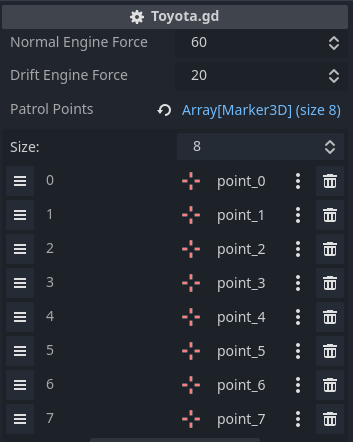 Toyota.gd
Normal Engine Force 60
Drift Engine Force 20
Patrol Points Array[Marker3D] (size 8)
Size: 8
0 point_0
1 point_1
2 point_2
3 point_3
4 point_4
5 point_5
6 point_6
7 point_7